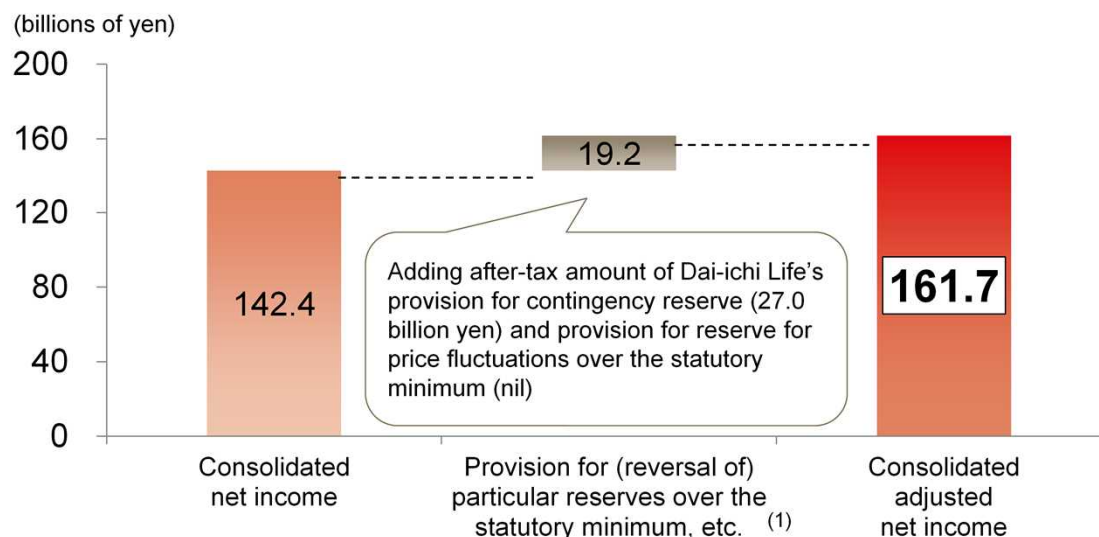 (billions of yen)
200
160
120
80
40
0
142.4
19.2
161.7
Adding after-tax amount of Dai-ichi Life’s
provision for contingency reserve (27.0
billion yen) and provision for reserve for
price fluctuations over the statutory
minimum (nil)
Consolidated
net income
Provision for (reversal of)
particular reserves over the
statutory minimum, etc. (1)
Consolidated
adjusted
net income